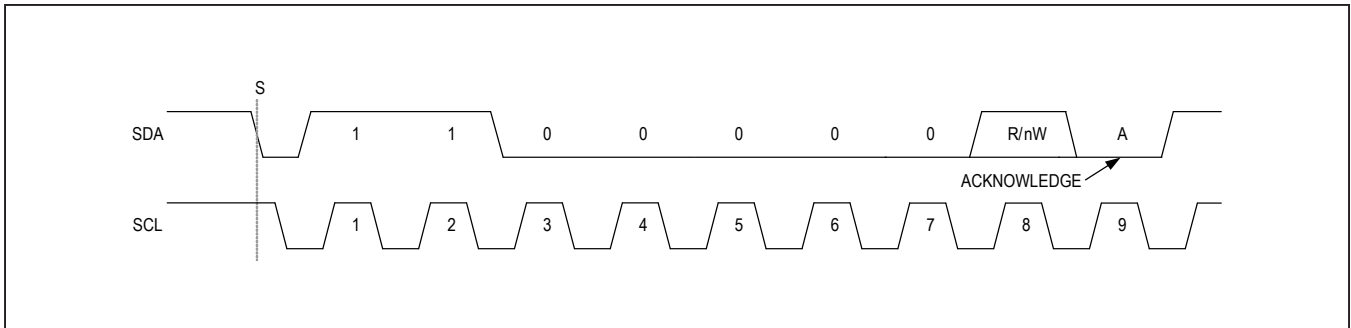 S
SDA 1 1 0 0 0 0 0 R/nW A
ACKNOWLEDGE
SCL 1 2 3 4 5 6 7 8 9